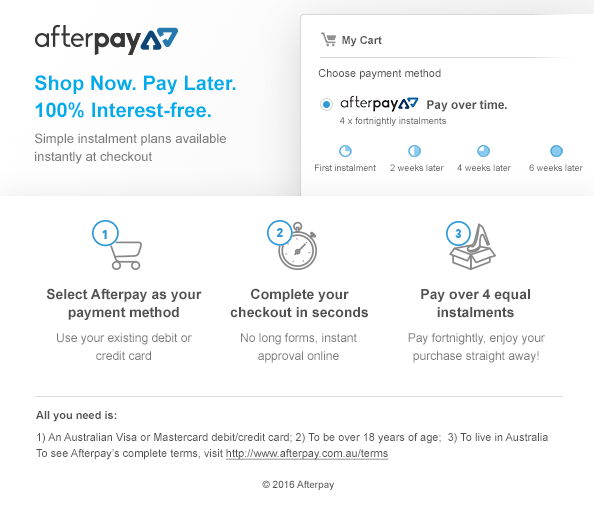 afterpay
Shop Now. Pay Later.
100% Interest-free.
Simple instalment plans available
instantly at checkout
My Cart
Choose payment method
afterpay Pay over time.
4 x fortnightly instalments
First instalment 2 weeks later 4 weeks later 6 weeks later
1
Select Afterpay as your
payment method
Use your existing debit or
credit card
2
Complete your
checkout in seconds
No long forms, instant
approval online
3
Pay over 4 equal
instalments
Pay fortnightly, enjoy your
purchase straight away!
All you need is:
1) An Australian Visa or Mastercard debit/credit card; 2) To be over 18 years of age; 3) To live in Australia
To see Afterpay's complete terms, visit http://www.afterpay.com.au/terms
© 2016 Afterpay